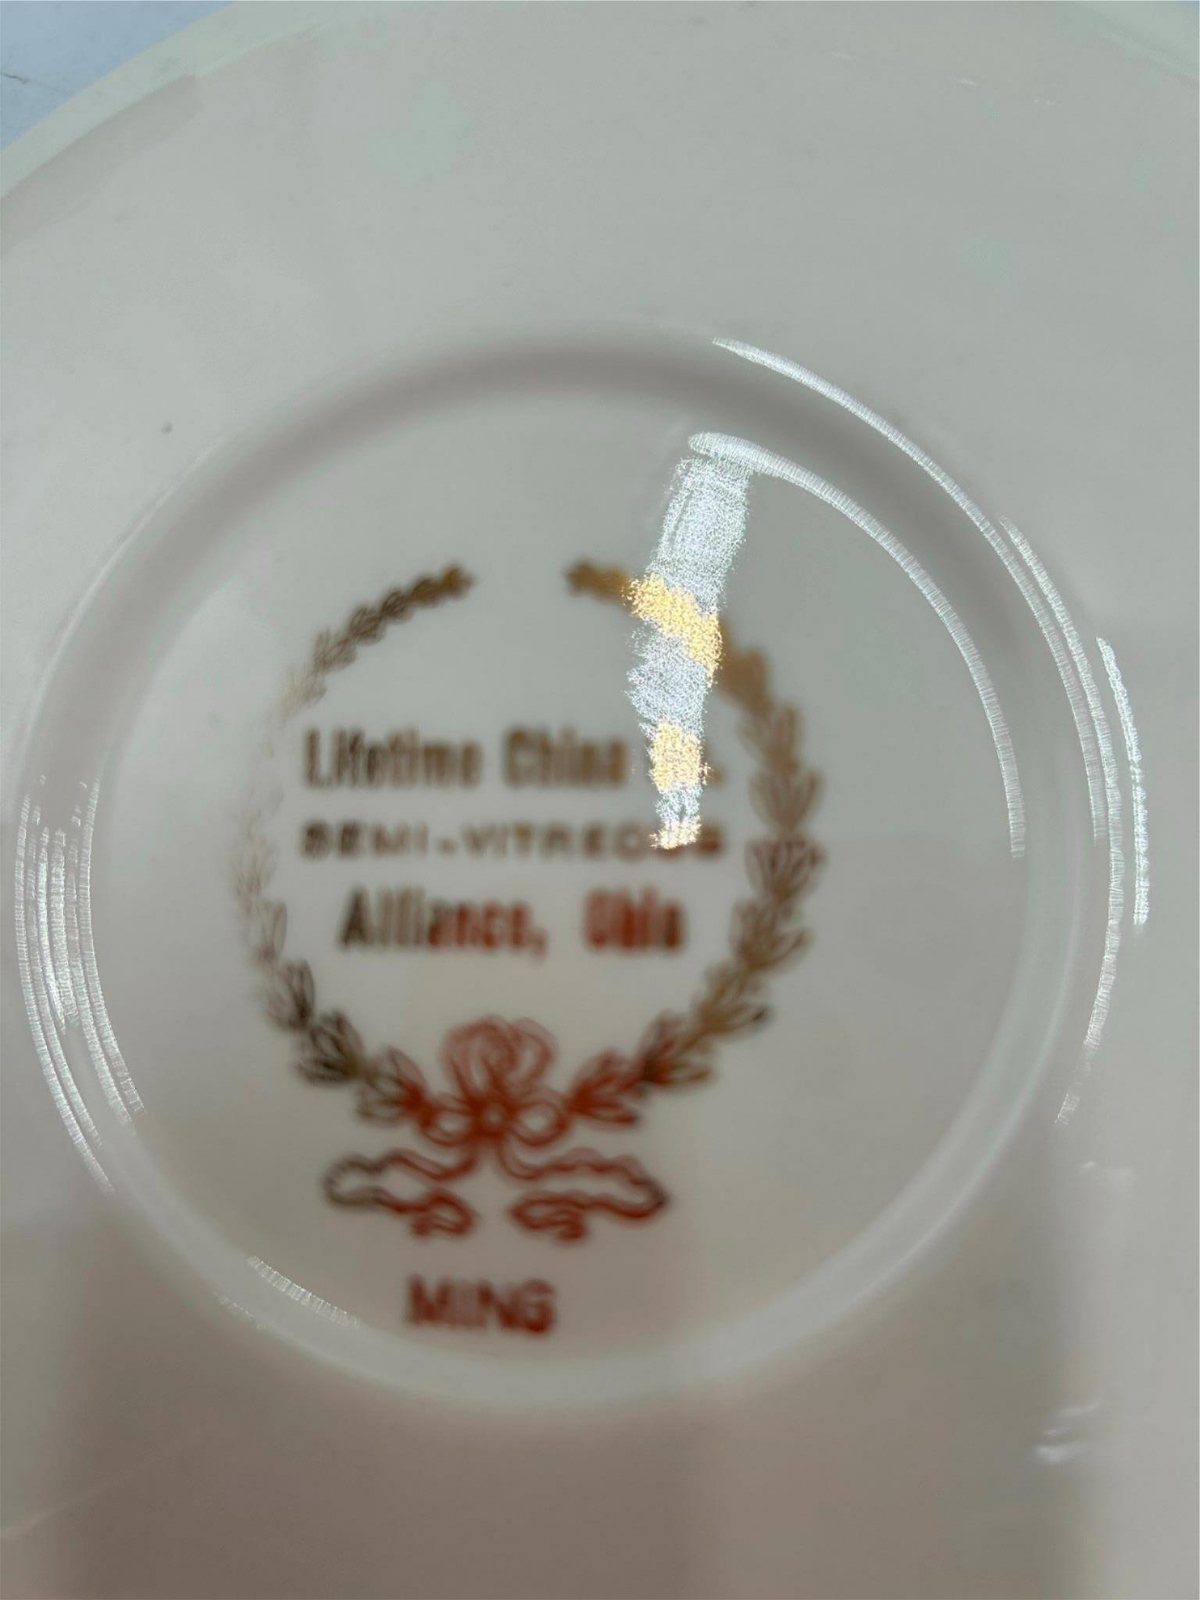 Lifetime China
SEMI-VITREOUS
Alliance, Ohio
MING